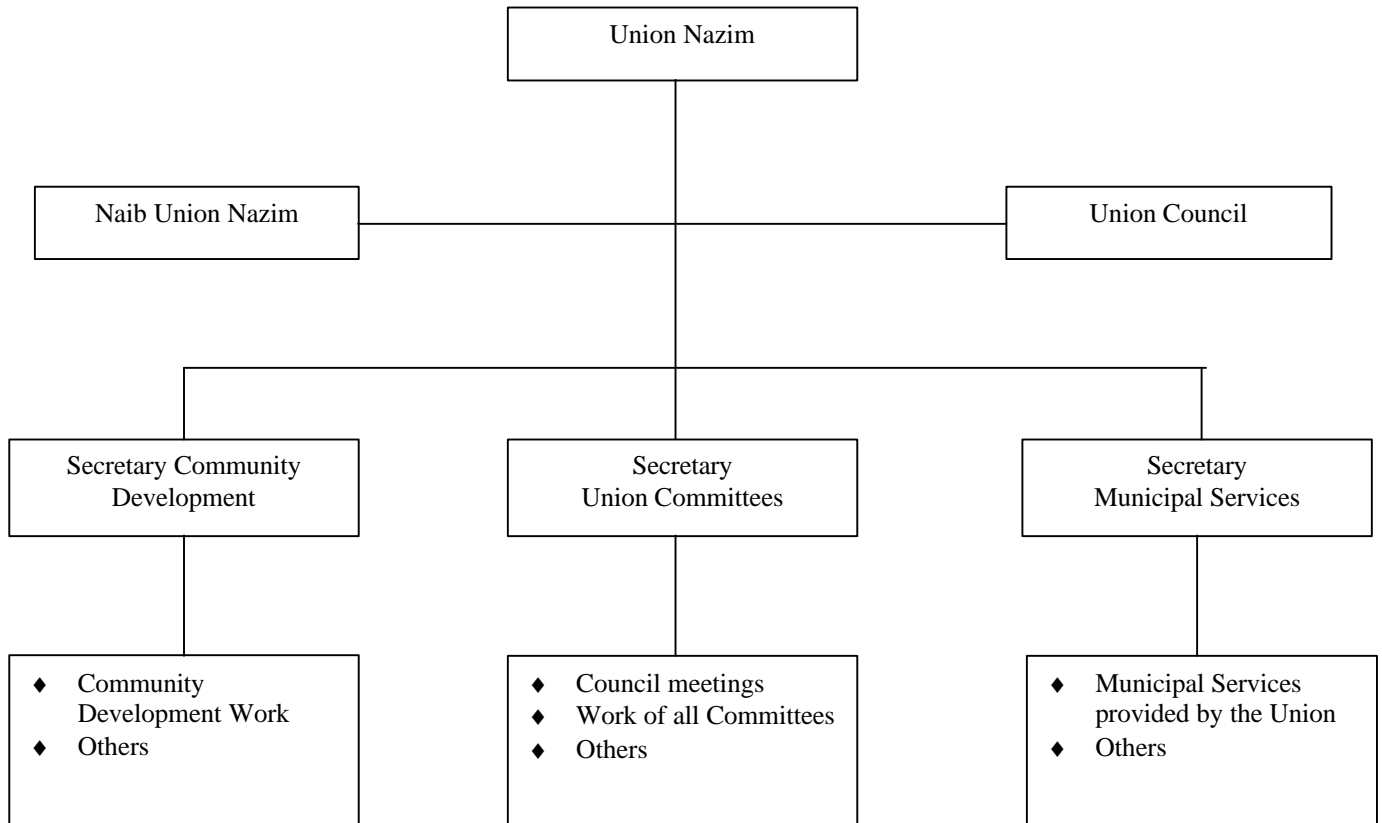 Union Nazim
Naib Union Nazim
Union Council
Secretary Community
Development
Secretary
Union Committees
Secretary
Municipal Services
♦ Community
Development Work
♦ Others
♦ Council meetings
♦ Work of all Committees
♦ Others
♦ Municipal Services
provided by the Union
♦ Others